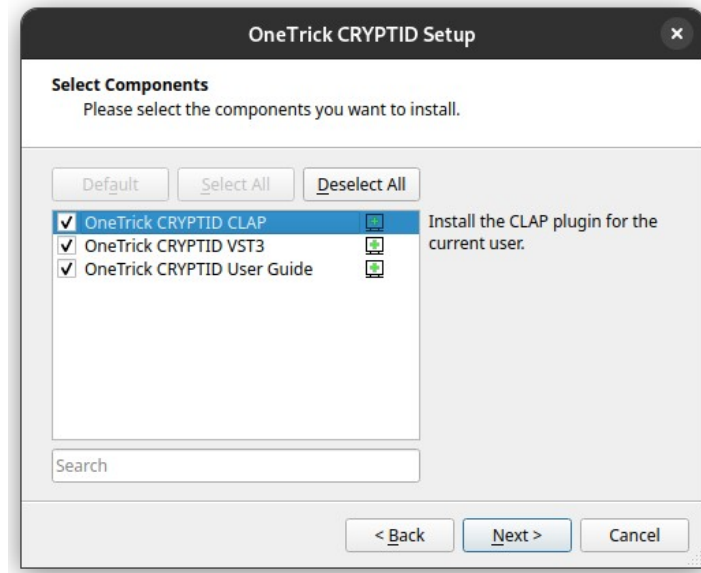 OneTrick CRYPTID Setup
Select Components
Please select the components you want to install.
Default
Select All
Deselect All
OneTrick CRYPTID CLAP
Install the CLAP plugin for the
current user.
OneTrick CRYPTID VST3
OneTrick CRYPTID User Guide
Search
< Back
Next >
Cancel